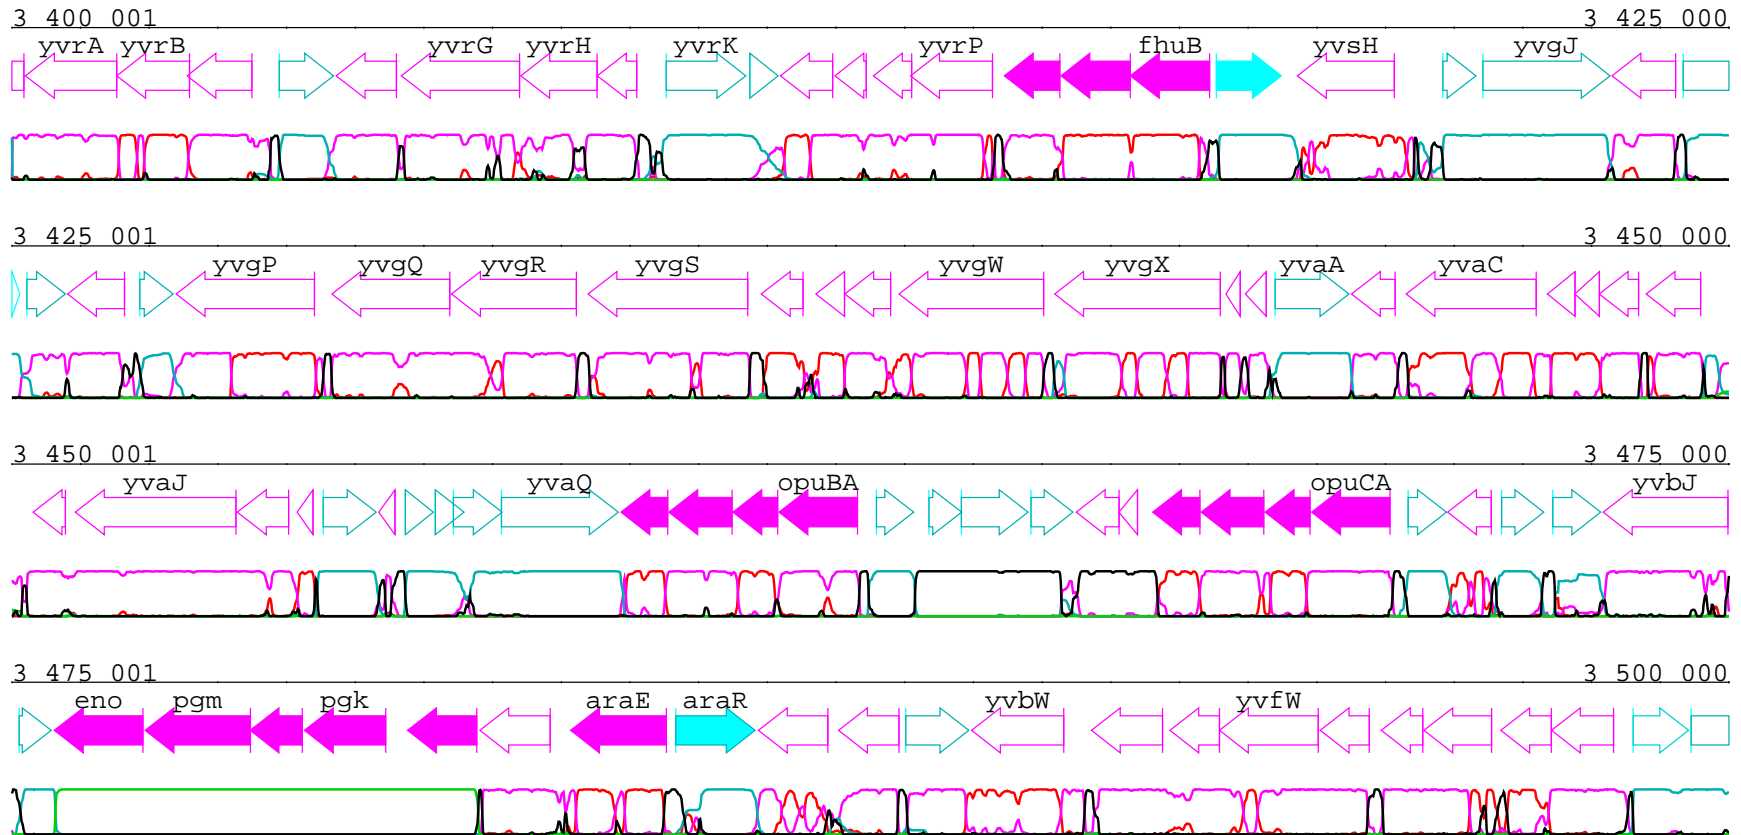 3 400 001 3 425 000
yvrA yvrB yvrG yvrH yvrK yvrP fhuB yvsH yvgJ
3 425 001 3 450 000
yvgP yvgQ yvgR yvgS yvgW yvgX yvaA yvaC
3 450 001 3 475 000
yvaJ yvaQ opuBA opuCA yvbJ
3 475 001 3 500 000
eno pgm pgk araE araR yvbW yvfW